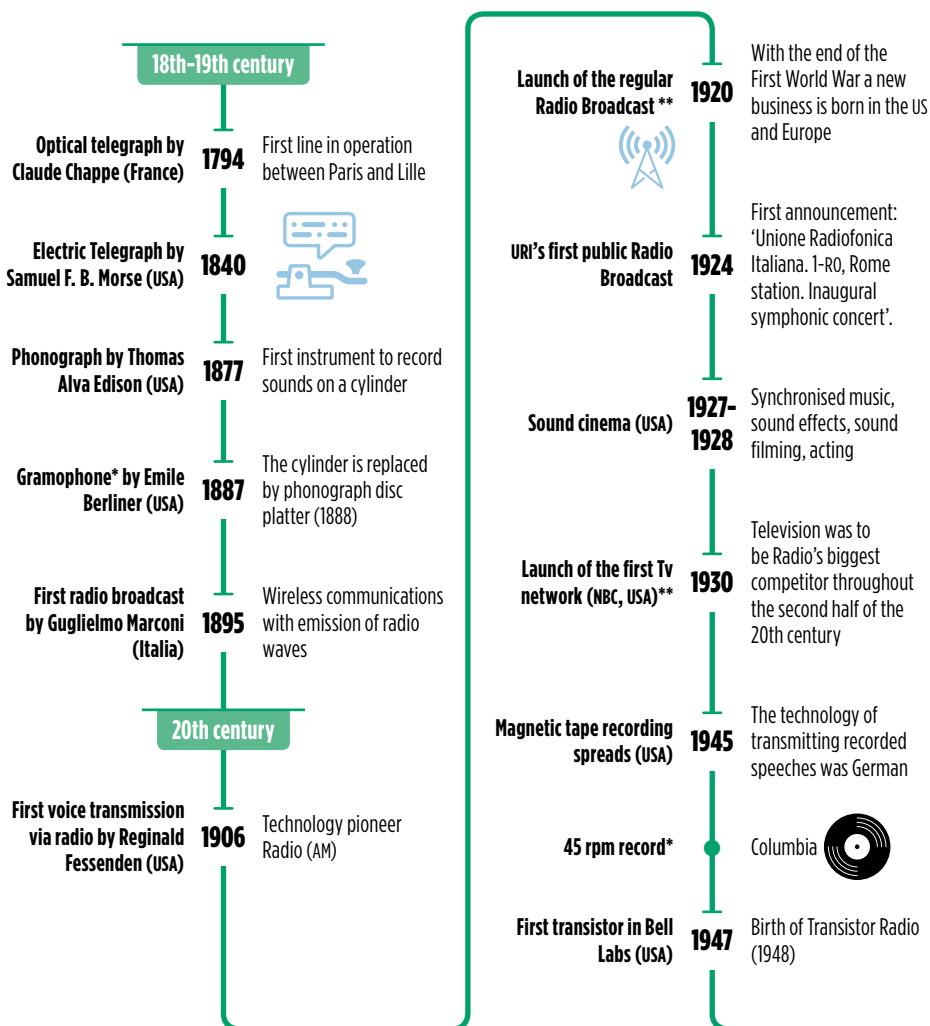 18th-19th century
Optical telegraph by
Claude Chappe (France)
1794
First line in operation
between Paris and Lille
Electric Telegraph by
Samuel F. B. Morse (USA)
1840
Phonograph by Thomas
Alva Edison (USA)
1877
First instrument to record
sounds on a cylinder
Gramophone* by Emile
Berliner (USA)
1887
The cylinder is replaced
by phonograph disc
platter (1888)
First radio broadcast
by Guglielmo Marconi
(Italia)
1895
Wireless communications
with emission of radio
waves
20th century
First voice transmission
via radio by Reginald
Fessenden (USA)
1906
Technology pioneer
Radio (AM)
Launch of the regular
Radio Broadcast **
1920
With the end of the
First World War a new
business is born in the US
and Europe
URI's first public Radio
Broadcast
1924
First announcement:
‘Unione Radiofonica
Italiana. 1-RO, Rome
station. Inaugural
symphonic concert’.
Sound cinema (USA)
1927-
1928
Synchronised music,
sound effects, sound
filming, acting
Launch of the first Tv
network (NBC, USA)**
1930
Television was to
be Radio's biggest
competitor throughout
the second half of the
20th century
Magnetic tape recording
spreads (USA)
1945
The technology of
transmitting recorded
speeches was German
45 rpm record*
Columbia
First transistor in Bell
Labs (USA)
1947
Birth of Transistor Radio
(1948)